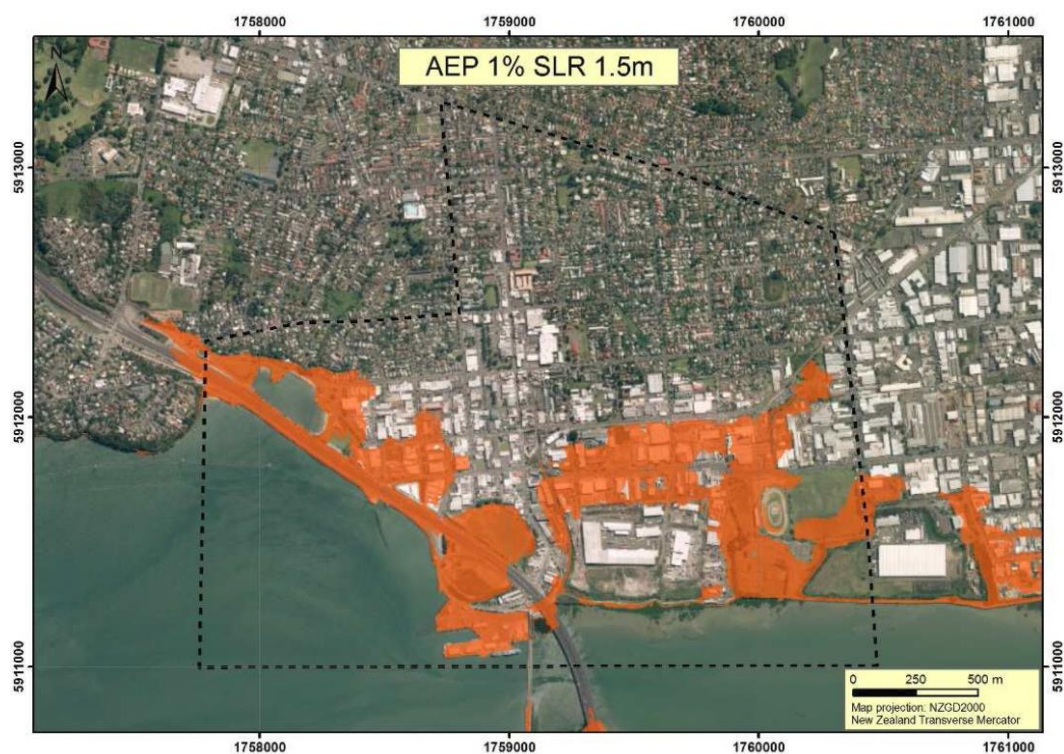 1758000 1759000 1760000 1761000
N
AEP 1% SLR 1.5m
5913000 5913000
5912000 5912000
5911000 5911000
0 250 500 m
Map projection: NZGD2000
New Zealand Transverse Mercator
1758000 1759000 1760000 1761000